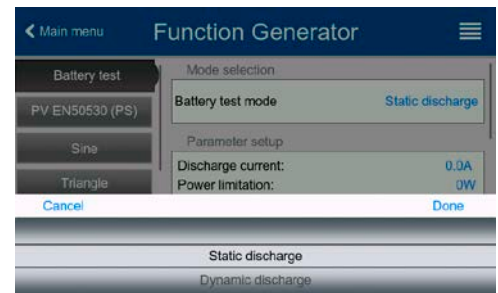 Main menu
Function Generator
Battery test
PV EN50530 (PS)
Sine
Triangle
Mode selection
Battery test mode Static discharge
Parameter setup
Discharge current: 0.0A
Power limitation: 0W
Cancel Done
Static discharge
Dynamic discharge